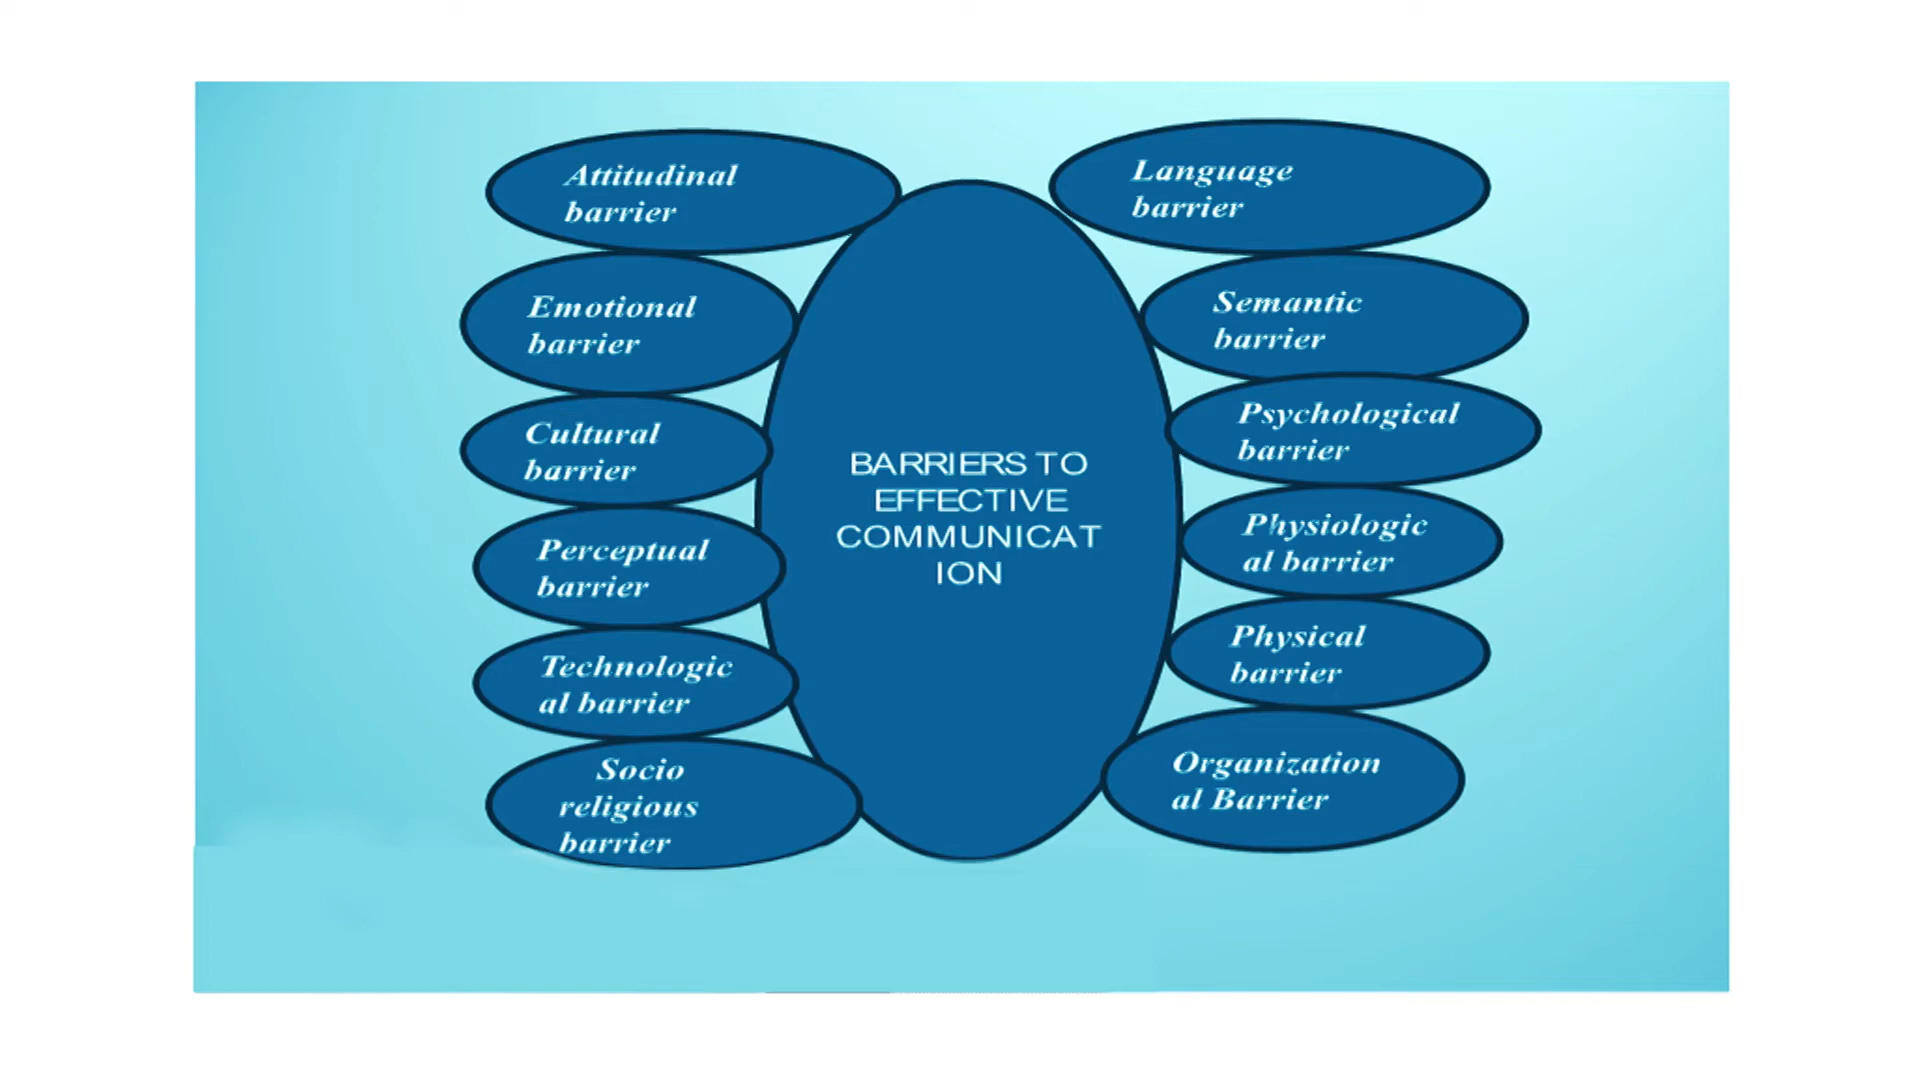 Attitudinal
barrier
Emotional
barrier
Cultural
barrier
Perceptual
barrier
Technologic
al barrier
Socio
religious
barrier
BARRIERS TO
EFFECTIVE
COMMUNICAT
ION
Language
barrier
Semantic
barrier
Psychological
barrier
Physiologic
al barrier
Physical
barrier
Organization
al Barrier